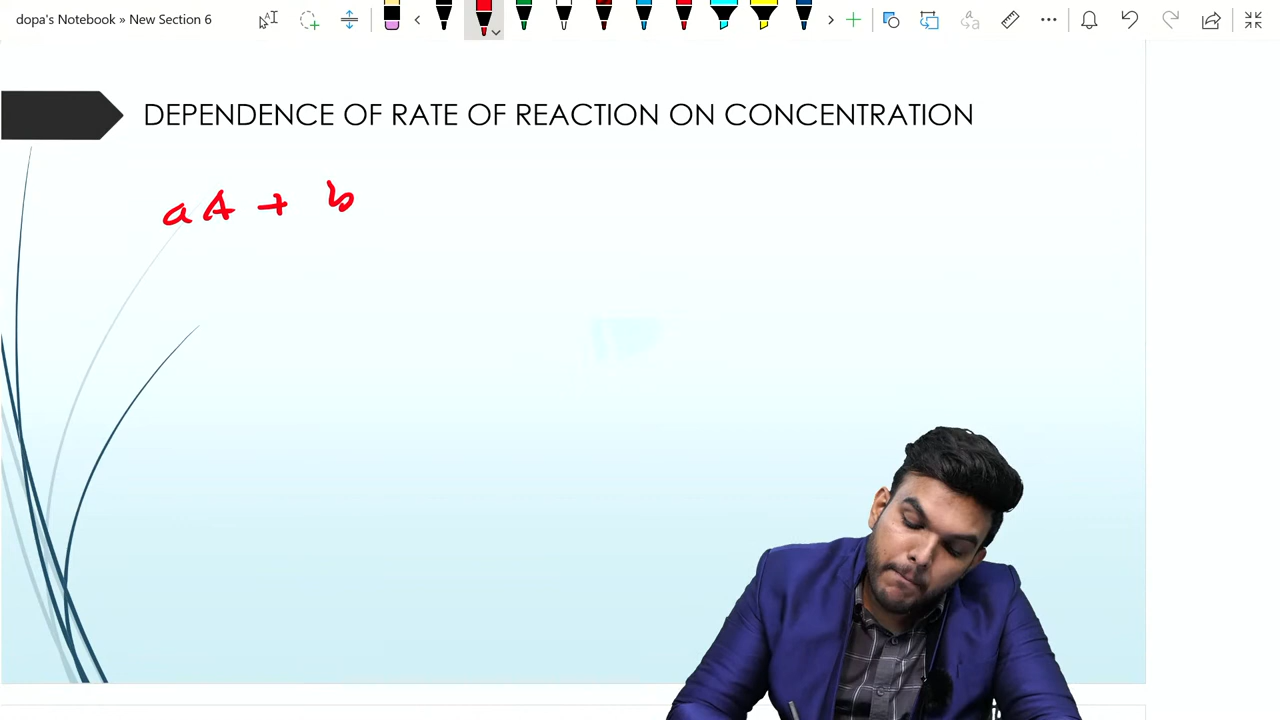 dopa's Notebook » New Section 6
DEPENDENCE OF RATE OF REACTION ON CONCENTRATION
aA + b